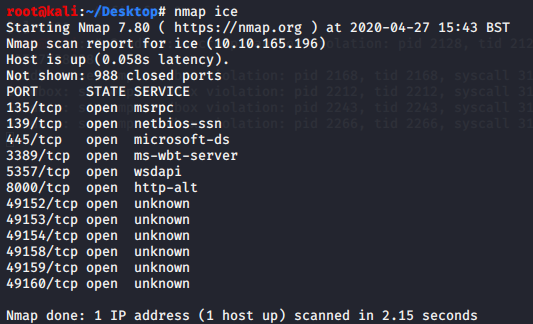 root@kali:~/Desktop# nmap ice
Starting Nmap 7.80 ( https://nmap.org ) at 2020-04-27 15:43 BST
Nmap scan report for ice (10.10.165.196)
Host is up (0.058s latency).
Not shown: 988 closed ports
PORT      STATE SERVICE
135/tcp   open  msrpc
139/tcp   open  netbios-ssn
445/tcp   open  microsoft-ds
3389/tcp  open  ms-wbt-server
5357/tcp  open  wsdapi
8000/tcp  open  http-alt
49152/tcp open  unknown
49153/tcp open  unknown
49154/tcp open  unknown
49158/tcp open  unknown
49159/tcp open  unknown
49160/tcp open  unknown
Nmap done: 1 IP address (1 host up) scanned in 2.15 seconds